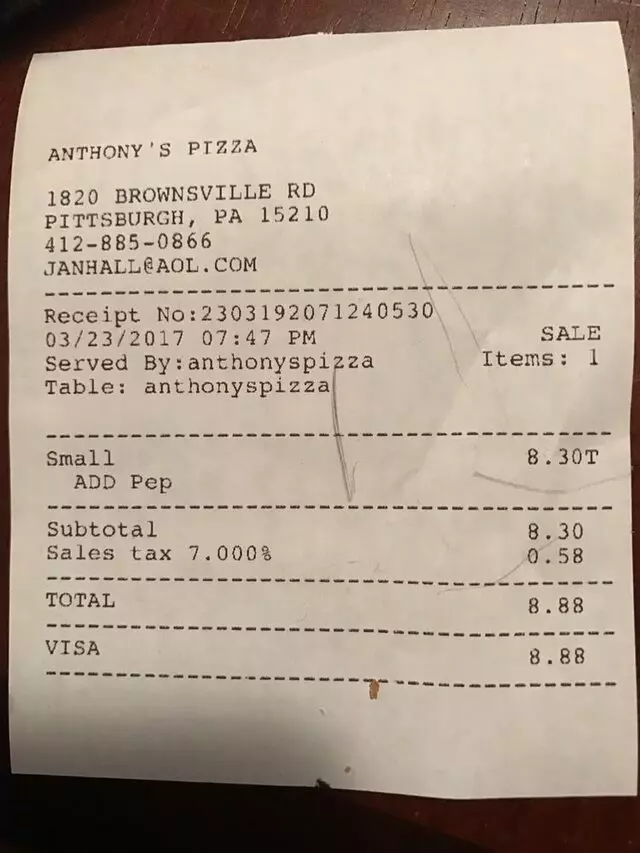 ANTHONY'S PIZZA
1820 BROWNSVILLE RD
PITTSBURGH, PA 15210
412-885-0866
JANHALL@AOL.COM
Receipt No:2303192071240530
03/23/2017 07:47 PM SALE
Served By:anthonyspizza Items: 1
Table: anthonyspizza
Small 8.30T
ADD Pep
Subtotal 8.30
Sales tax 7.000% 0.58
TOTAL 8.88
VISA 8.88